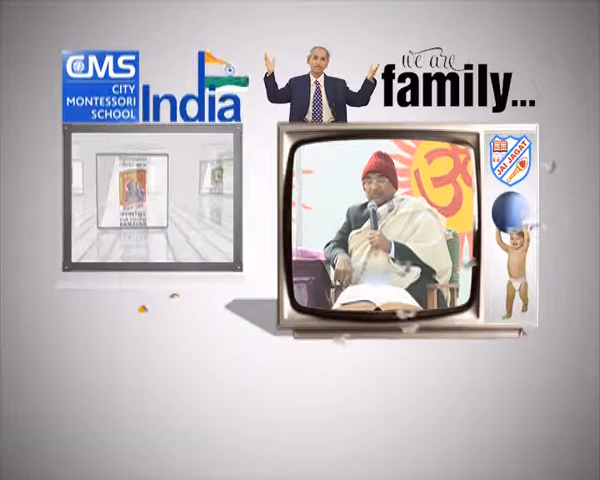 CMS
CITY
MONTESSORI
SCHOOL
India
we are
family...
JAI JAGAT
ॐ